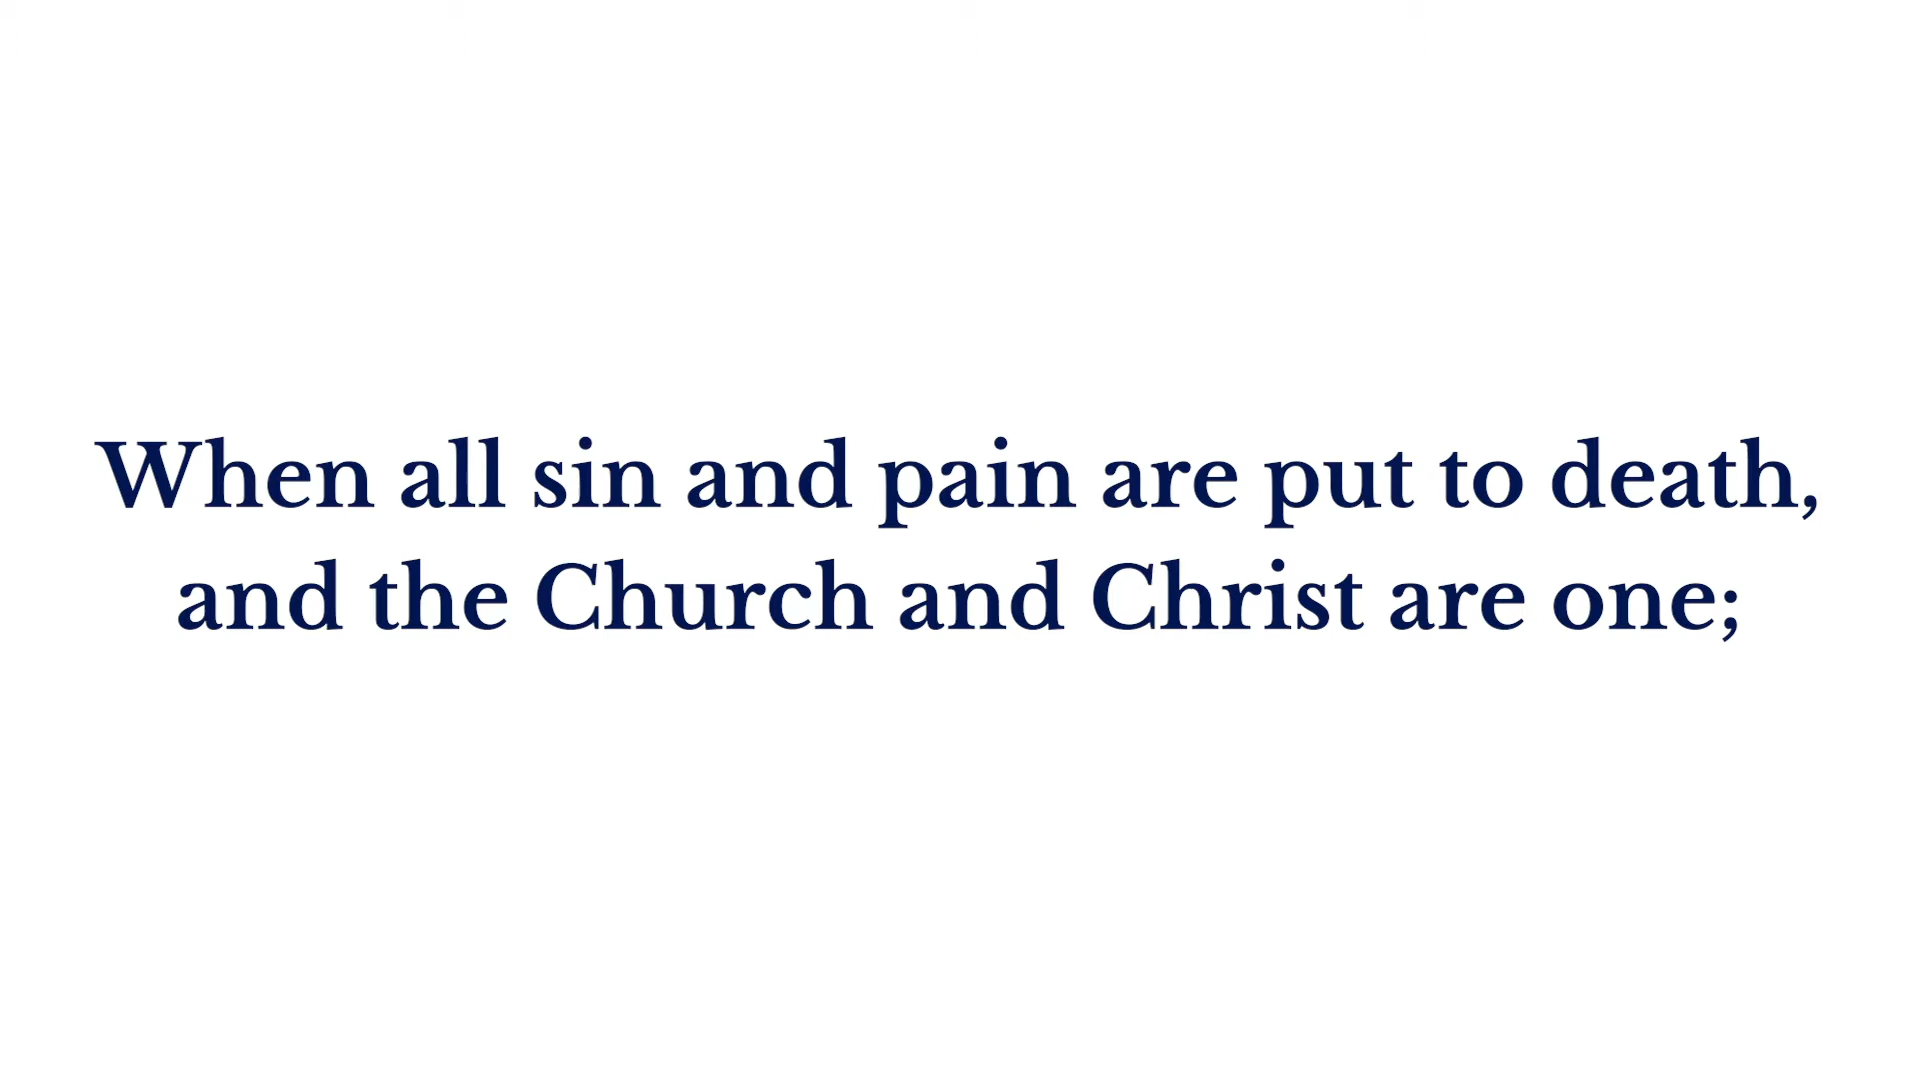 When all sin and pain are put to death,
and the Church and Christ are one;